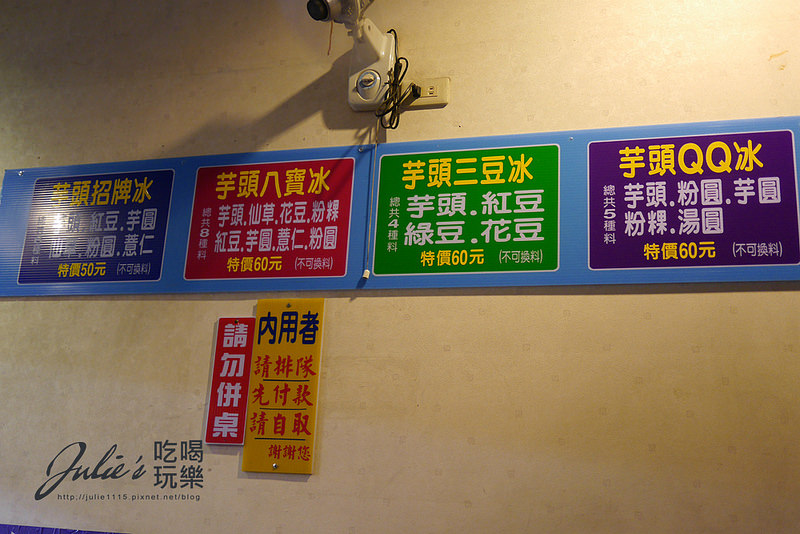 芋頭招牌冰
紅豆.芋圓
仙草.粉圓.薏仁
特價50元 (不可換料)
芋頭八寶冰
總共8種料
芋頭.仙草.花豆.粉粿
紅豆.芋圓.薏仁.粉圓
特價60元 (不可換料)
芋頭三豆冰
總共4種料
芋頭.紅豆
綠豆.花豆
特價60元 (不可換料)
芋頭QQ冰
總共5種料
芋頭.粉圓.芋圓
粉粿.湯圓
特價60元 (不可換料)
請勿併桌
內用者
請排隊
先付款
請自取
謝謝您
Julie's 吃喝玩樂
http://julie1115.pixnet.net/blog